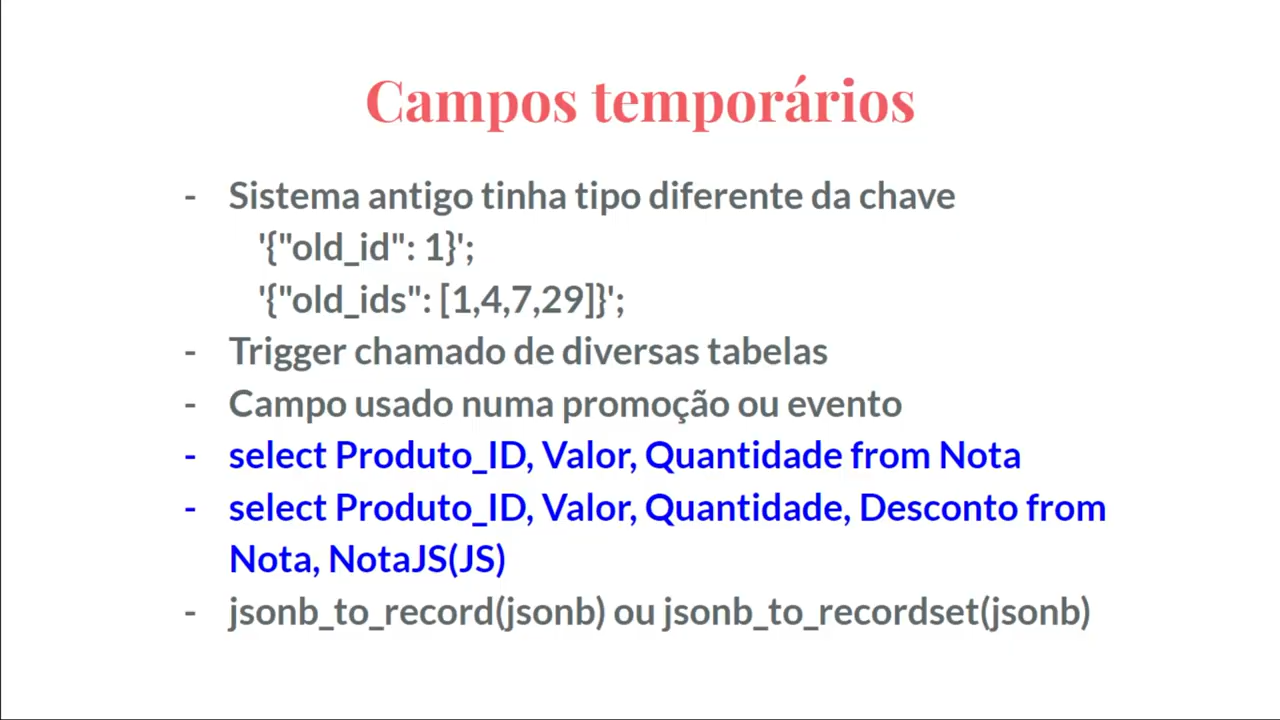 Campos temporários
- Sistema antigo tinha tipo diferente da chave
'{"old_id": 1}';
'{"old_ids": [1,4,7,29]}';
- Trigger chamado de diversas tabelas
- Campo usado numa promoção ou evento
- select Produto_ID, Valor, Quantidade from Nota
- select Produto_ID, Valor, Quantidade, Desconto from
Nota, NotaJS(JS)
- jsonb_to_record(jsonb) ou jsonb_to_recordset(jsonb)